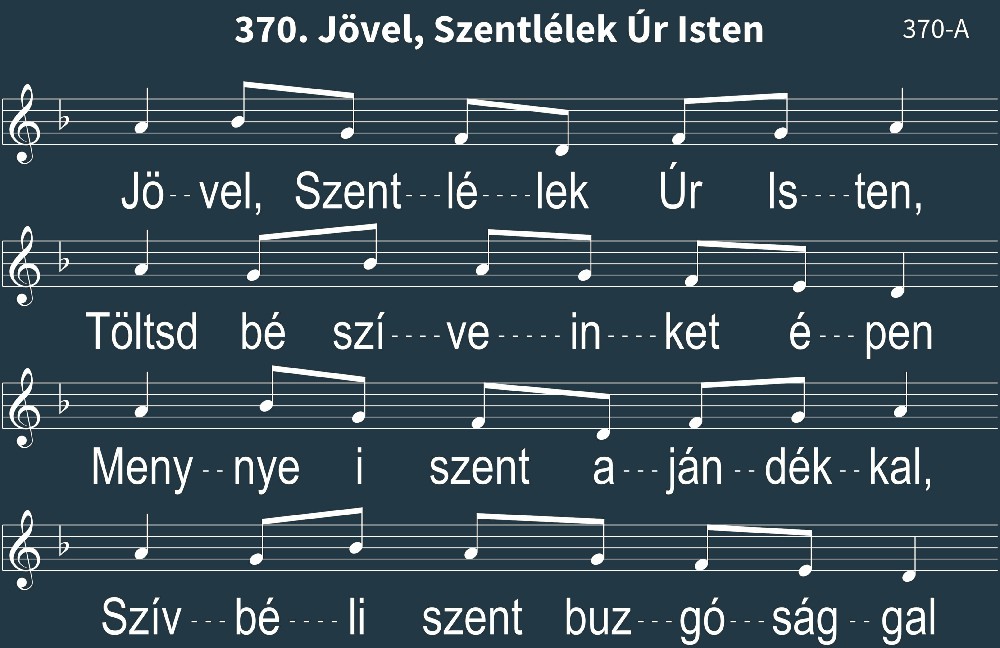 370. Jövel, Szentlélek Úr Isten
370-A
Jö--vel, Szent---lé----lek Úr Is----ten,
Töltsd bé szí----ve-----in----ket é---pen
Meny--nye i szent a---ján--dék--kal,
Szív---bé----li szent buz---gó---ság--gal